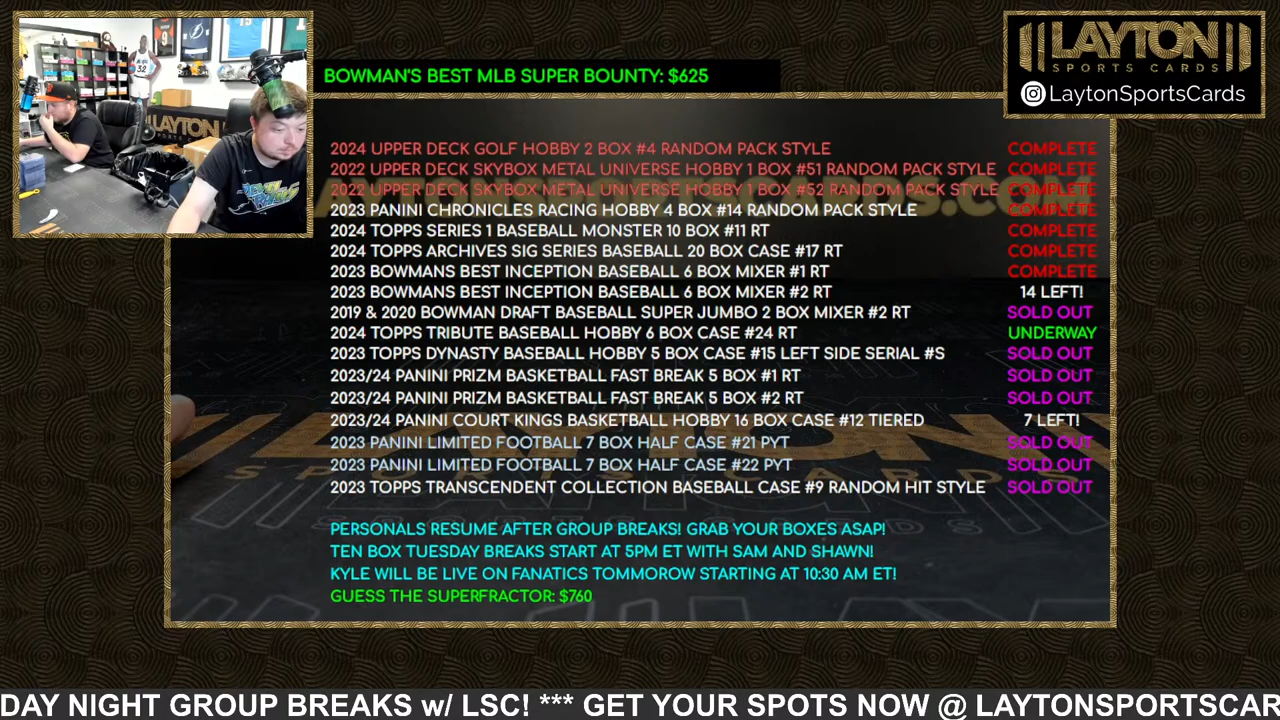 LAYTON
SPORTS CARDS
LaytonSportsCards
BOWMAN'S BEST MLB SUPER BOUNTY: $625
2024 UPPER DECK GOLF HOBBY 2 BOX #4 RANDOM PACK STYLE COMPLETE
2022 UPPER DECK SKYBOX METAL UNIVERSE HOBBY 1 BOX #51 RANDOM PACK STYLE COMPLETE
2022 UPPER DECK SKYBOX METAL UNIVERSE HOBBY 1 BOX #52 RANDOM PACK STYLE COMPLETE
2023 PANINI CHRONICLES RACING HOBBY 4 BOX #14 RANDOM PACK STYLE COMPLETE
2024 TOPPS SERIES 1 BASEBALL MONSTER 10 BOX #11 RT COMPLETE
2024 TOPPS ARCHIVES SIG SERIES BASEBALL 20 BOX CASE #17 RT COMPLETE
2023 BOWMANS BEST INCEPTION BASEBALL 6 BOX MIXER #1 RT COMPLETE
2023 BOWMANS BEST INCEPTION BASEBALL 6 BOX MIXER #2 RT 14 LEFT!
2019 & 2020 BOWMAN DRAFT BASEBALL SUPER JUMBO 2 BOX MIXER #2 RT SOLD OUT
2024 TOPPS TRIBUTE BASEBALL HOBBY 6 BOX CASE #24 RT UNDERWAY
2023 TOPPS DYNASTY BASEBALL HOBBY 5 BOX CASE #15 LEFT SIDE SERIAL #S SOLD OUT
2023/24 PANINI PRIZM BASKETBALL FAST BREAK 5 BOX #1 RT SOLD OUT
2023/24 PANINI PRIZM BASKETBALL FAST BREAK 5 BOX #2 RT SOLD OUT
2023/24 PANINI COURT KINGS BASKETBALL HOBBY 16 BOX CASE #12 TIERED 7 LEFT!
2023 PANINI LIMITED FOOTBALL 7 BOX HALF CASE #21 PYT SOLD OUT
2023 PANINI LIMITED FOOTBALL 7 BOX HALF CASE #22 PYT SOLD OUT
2023 TOPPS TRANSCENDENT COLLECTION BASEBALL CASE #9 RANDOM HIT STYLE SOLD OUT
PERSONALS RESUME AFTER GROUP BREAKS! GRAB YOUR BOXES ASAP!
TEN BOX TUESDAY BREAKS START AT 5PM ET WITH SAM AND SHAWN!
KYLE WILL BE LIVE ON FANATICS TOMMOROW STARTING AT 10:30 AM ET!
GUESS THE SUPERFRACTOR: $760
DAY NIGHT GROUP BREAKS w/ LSC! *** GET YOUR SPOTS NOW @ LAYTONSPORTSCAR